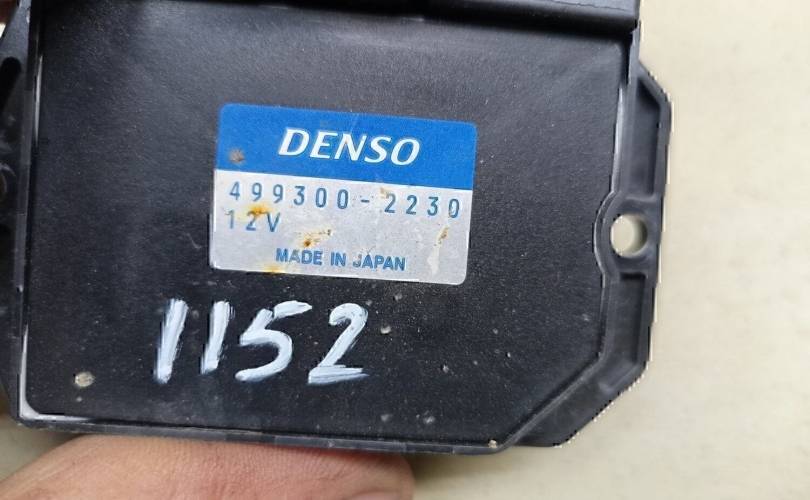 DENSO
499300-2230
12V
MADE IN JAPAN
1152